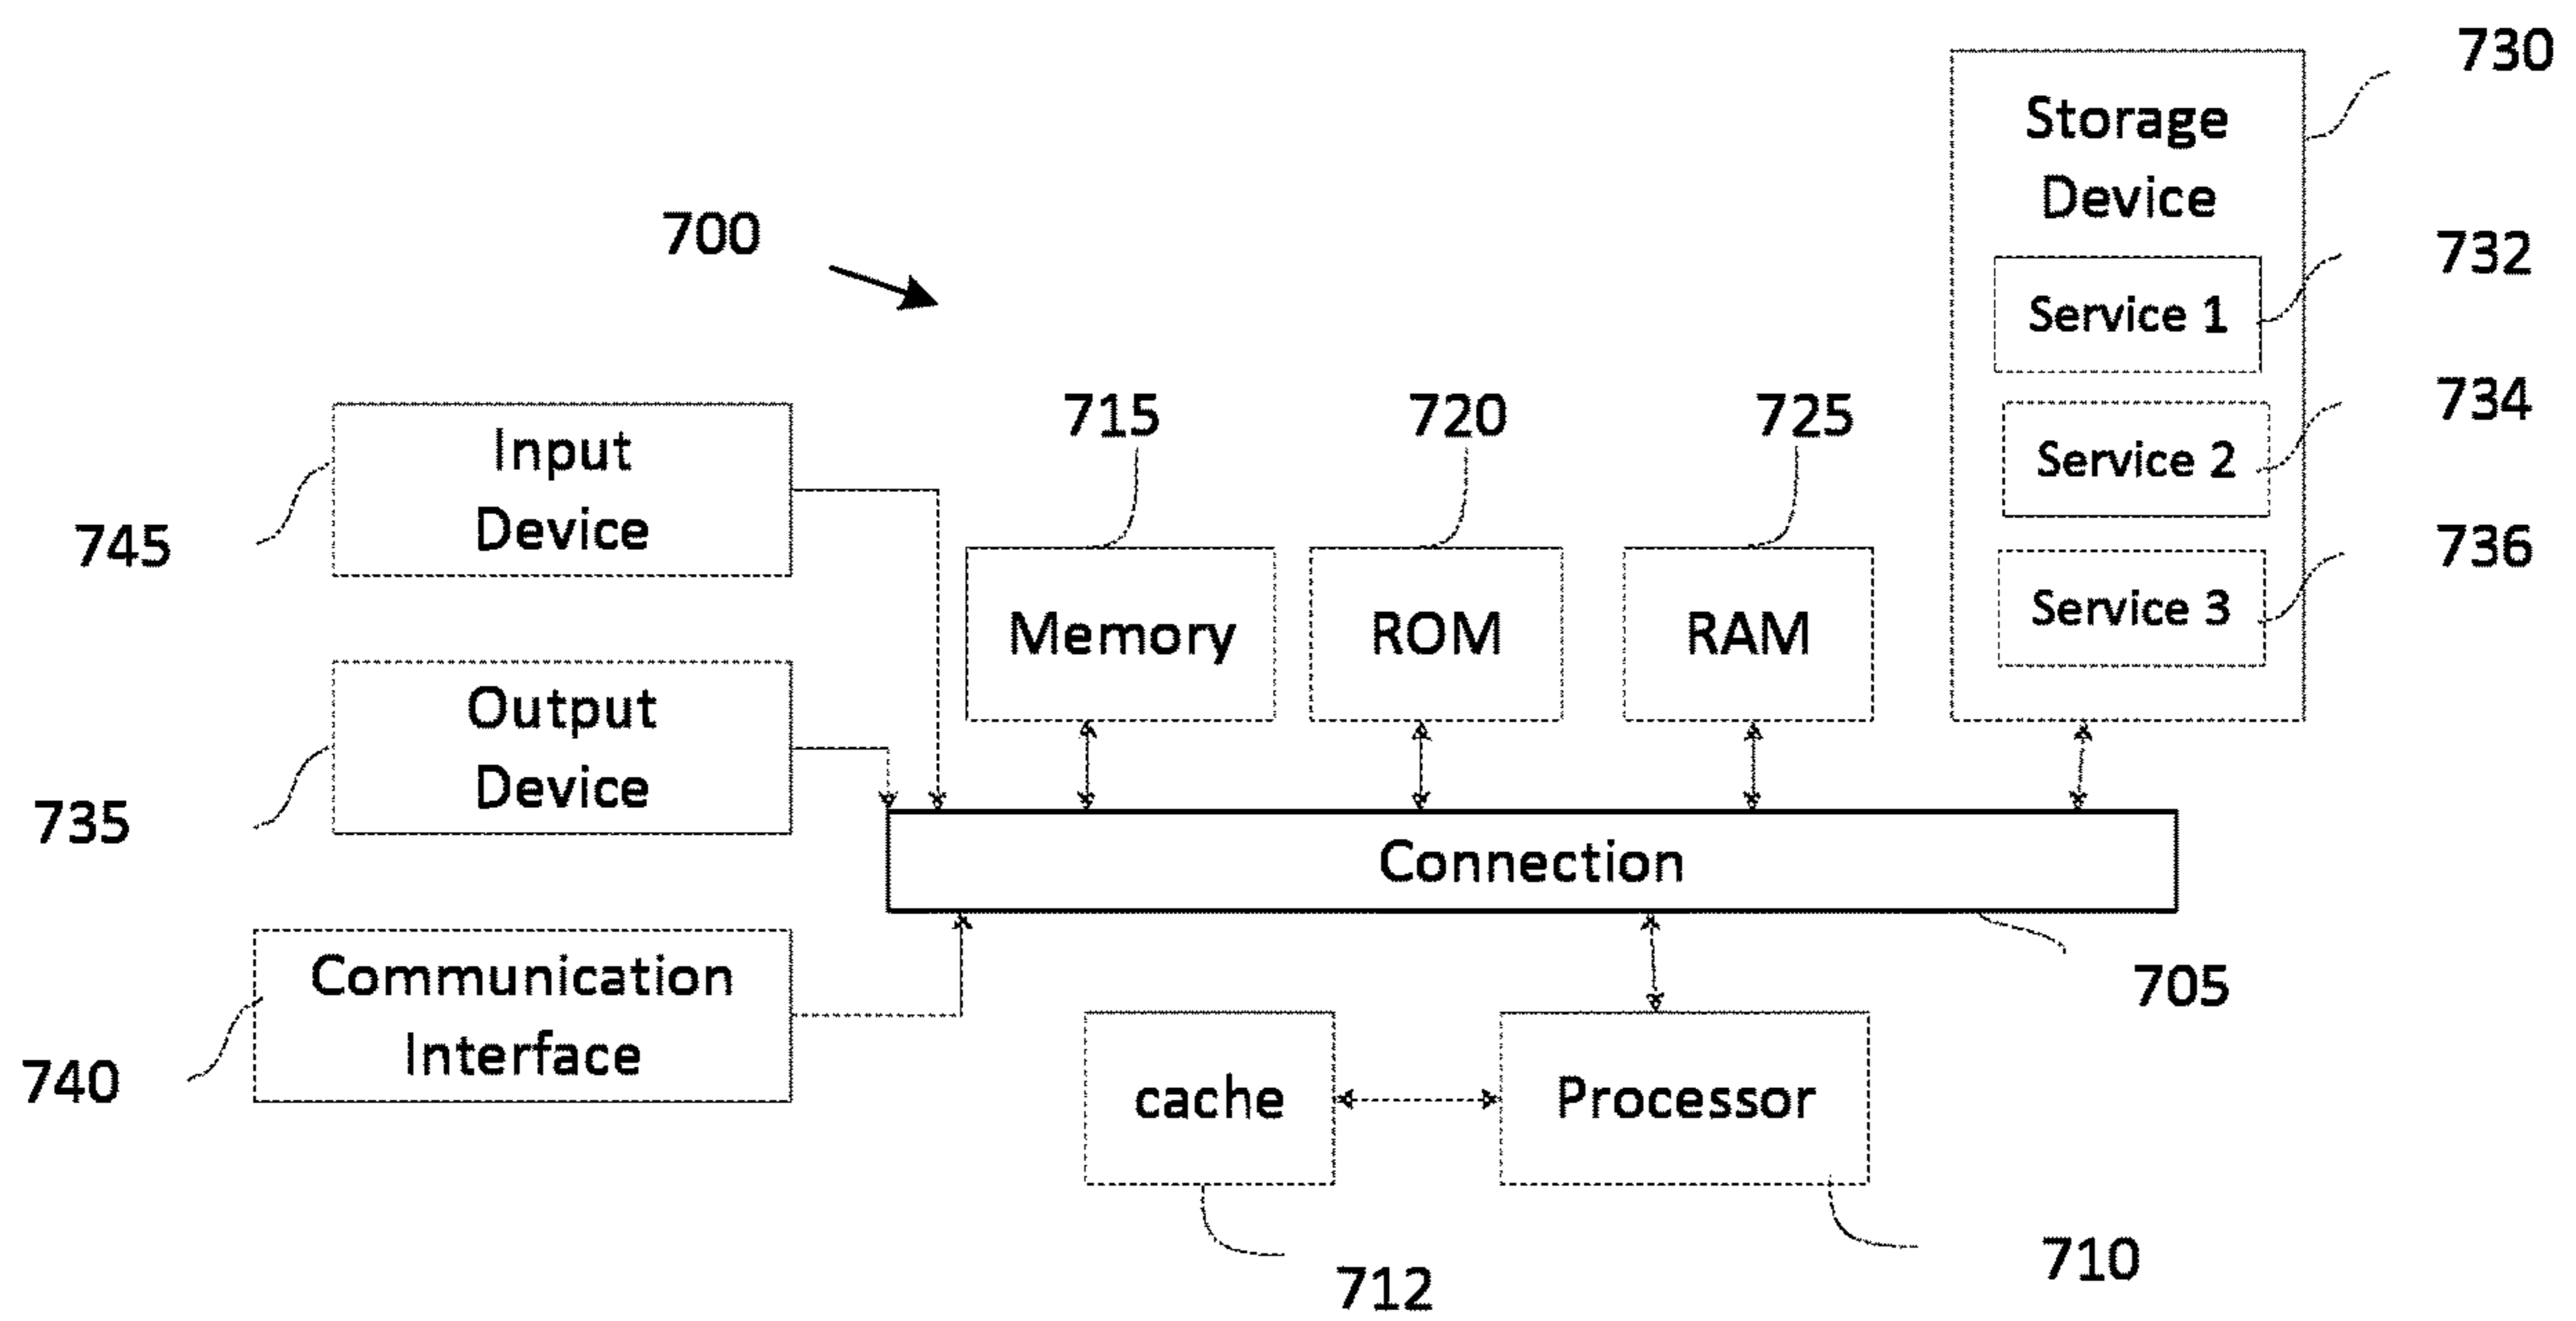 730
Storage
Device
700
732
Service 1
734
Service 2
736
Service 3
715
720
725
Input
Device
745
Memory
ROM
RAM
Output
Device
735
Connection
705
Communication
Interface
740
cache
Processor
712
710